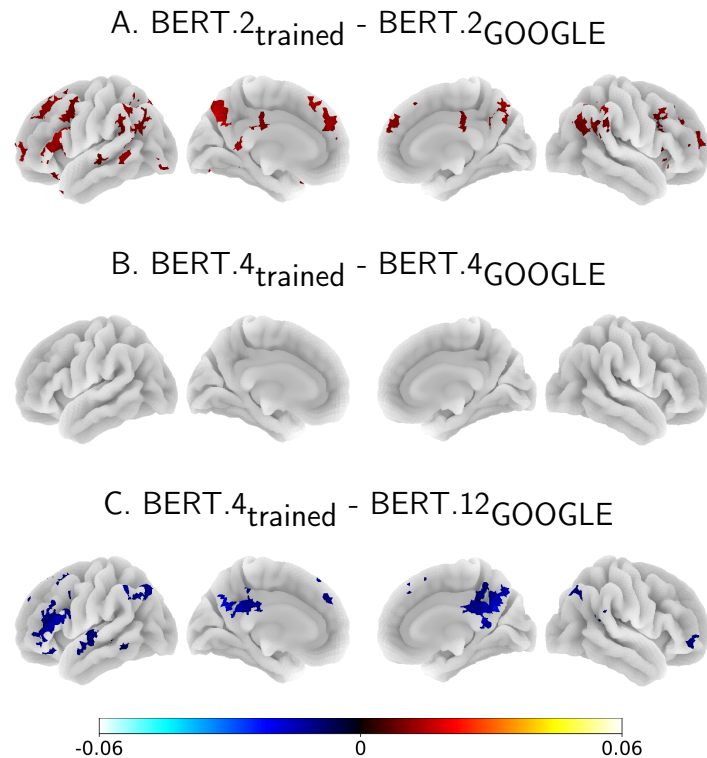 A. BERT.2trained - BERT.2GOOGLE
B. BERT.4trained - BERT.4GOOGLE
C. BERT.4trained - BERT.12GOOGLE
-0.06 0 0.06